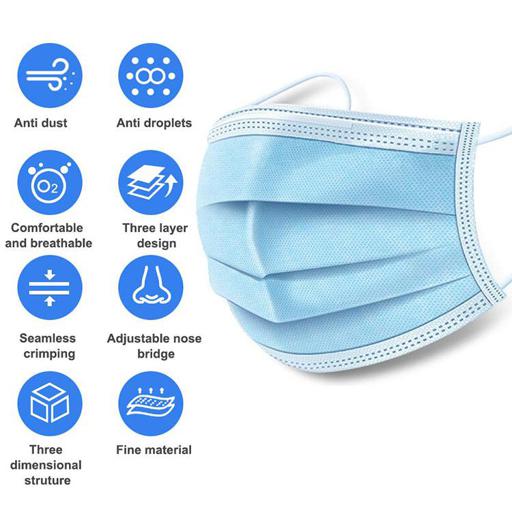 Anti dust
Anti droplets
O2
Comfortable
and breathable
Three layer
design
Seamless
crimping
Adjustable nose
bridge
Three
dimensional
struture
Fine material